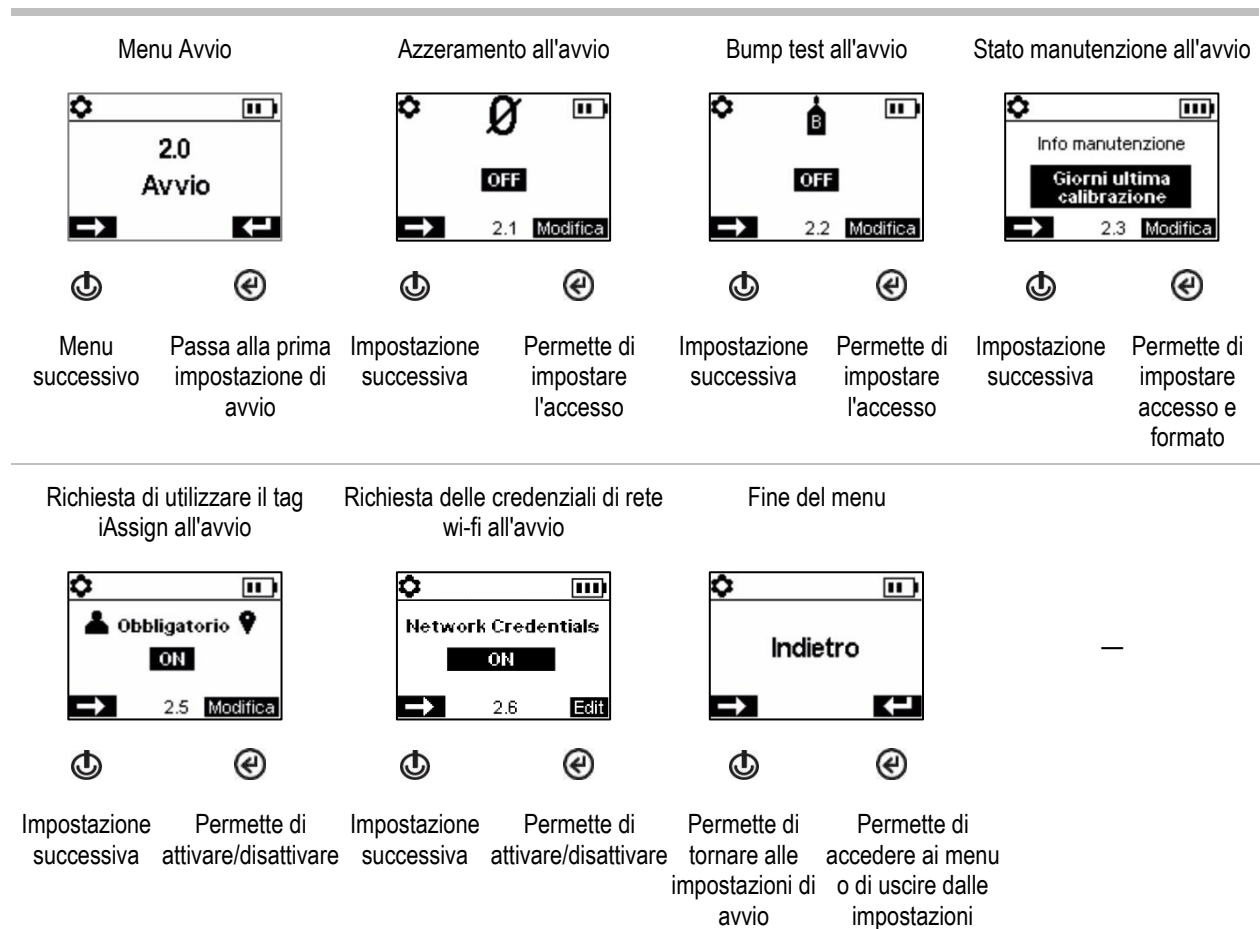 Menu Avvio
2.0
Avvio
Menu
successivo
Passa alla prima
impostazione di
avvio
Azzeramento all'avvio
OFF
2.1 Modifica
Impostazione
successiva
Permette di
impostare
l'accesso
Bump test all'avvio
B
OFF
2.2 Modifica
Impostazione
successiva
Permette di
impostare
l'accesso
Stato manutenzione all'avvio
Info manutenzione
Giorni ultima
calibrazione
2.3 Modifica
Impostazione
successiva
Permette di
impostare
accesso e
formato
Richiesta di utilizzare il tag
iAssign all'avvio
Obbligatorio
ON
2.5 Modifica
Impostazione
successiva
Permette di
attivare/disattivare
Richiesta delle credenziali di rete
wi-fi all'avvio
Network Credentials
ON
2.6 Edit
Impostazione
successiva
Permette di
attivare/disattivare
Fine del menu
Indietro
Permette di
tornare alle
impostazioni di
avvio
Permette di
accedere ai menu
o di uscire dalle
impostazioni
—